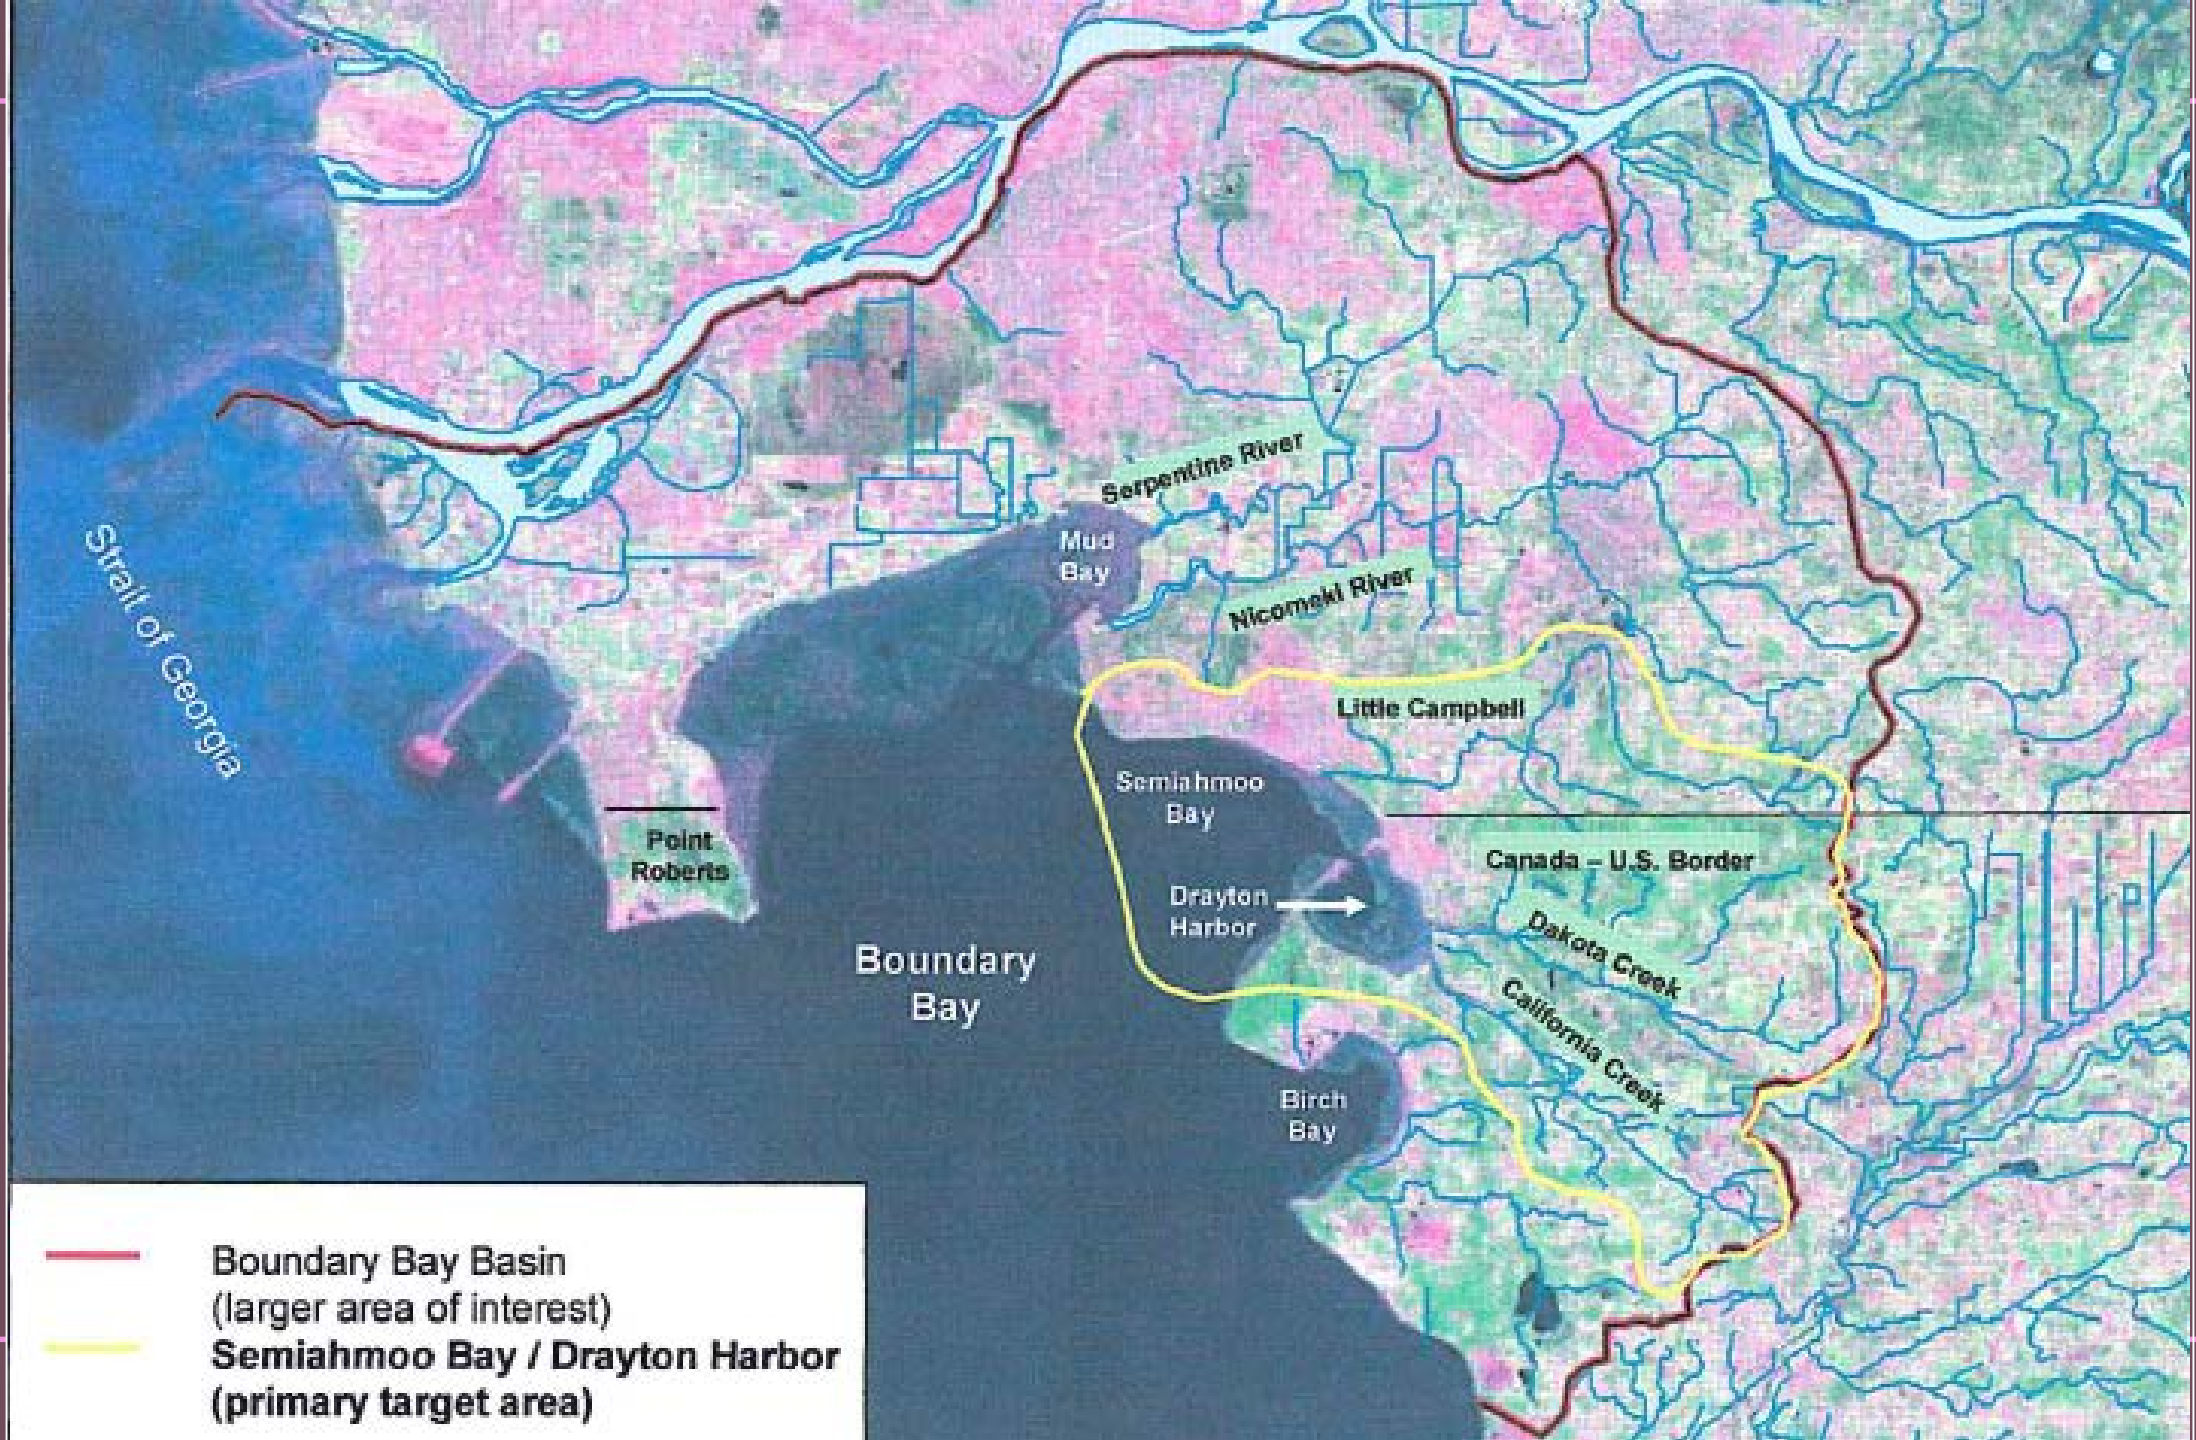 Serpentine River
Mud
Bay
Nicomekl River
Strait of Georgia
Little Campbell
Semiahmoo
Bay
Point
Roberts
Canada – U.S. Border
Drayton
Harbor
Dakota Creek
Boundary
Bay
California Creek
Birch
Bay
Boundary Bay Basin
(larger area of interest)
Semiahmoo Bay / Drayton Harbor
(primary target area)